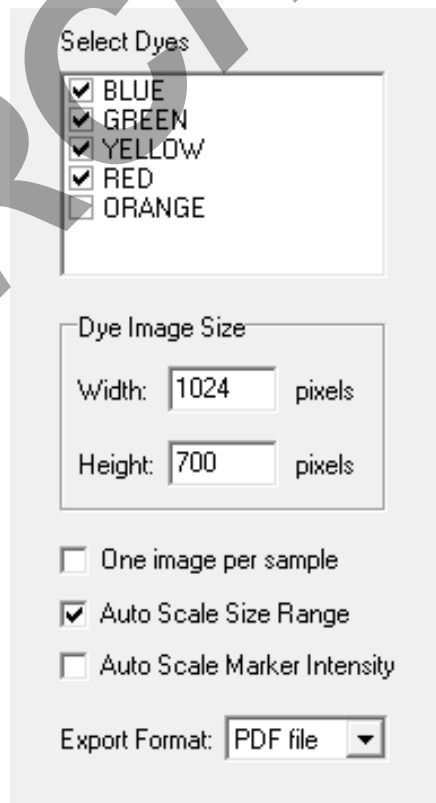 Select Dyes
BLUE
GREEN
YELLOW
RED
ORANGE
Dye Image Size
Width: 1024 pixels
Height: 700 pixels
One image per sample
Auto Scale Size Range
Auto Scale Marker Intensity
Export Format: PDF file